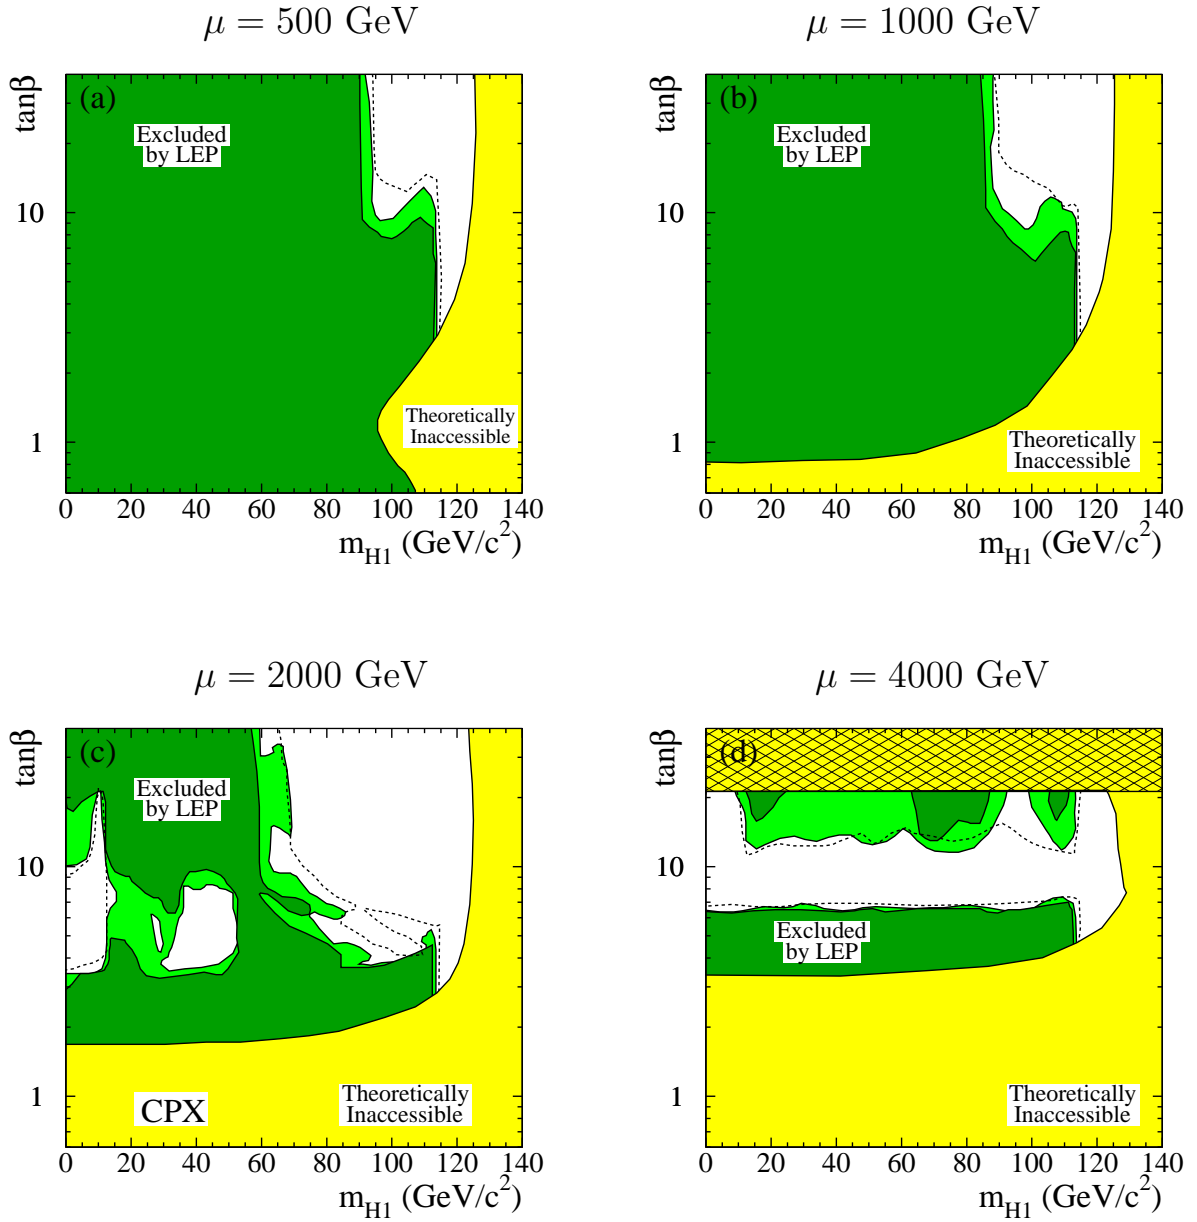 μ = 500 GeV
μ = 1000 GeV
tanβ
(a)
Excluded
by LEP
10
1
Theoretically
Inaccessible
0 20 40 60 80 100 120 140
m_H1 (GeV/c²)
tanβ
(b)
Excluded
by LEP
10
1
Theoretically
Inaccessible
0 20 40 60 80 100 120 140
m_H1 (GeV/c²)
μ = 2000 GeV
μ = 4000 GeV
tanβ
(c)
Excluded
by LEP
10
1
CPX
Theoretically
Inaccessible
0 20 40 60 80 100 120 140
m_H1 (GeV/c²)
tanβ
(d)
10
Excluded
by LEP
1
Theoretically
Inaccessible
0 20 40 60 80 100 120 140
m_H1 (GeV/c²)